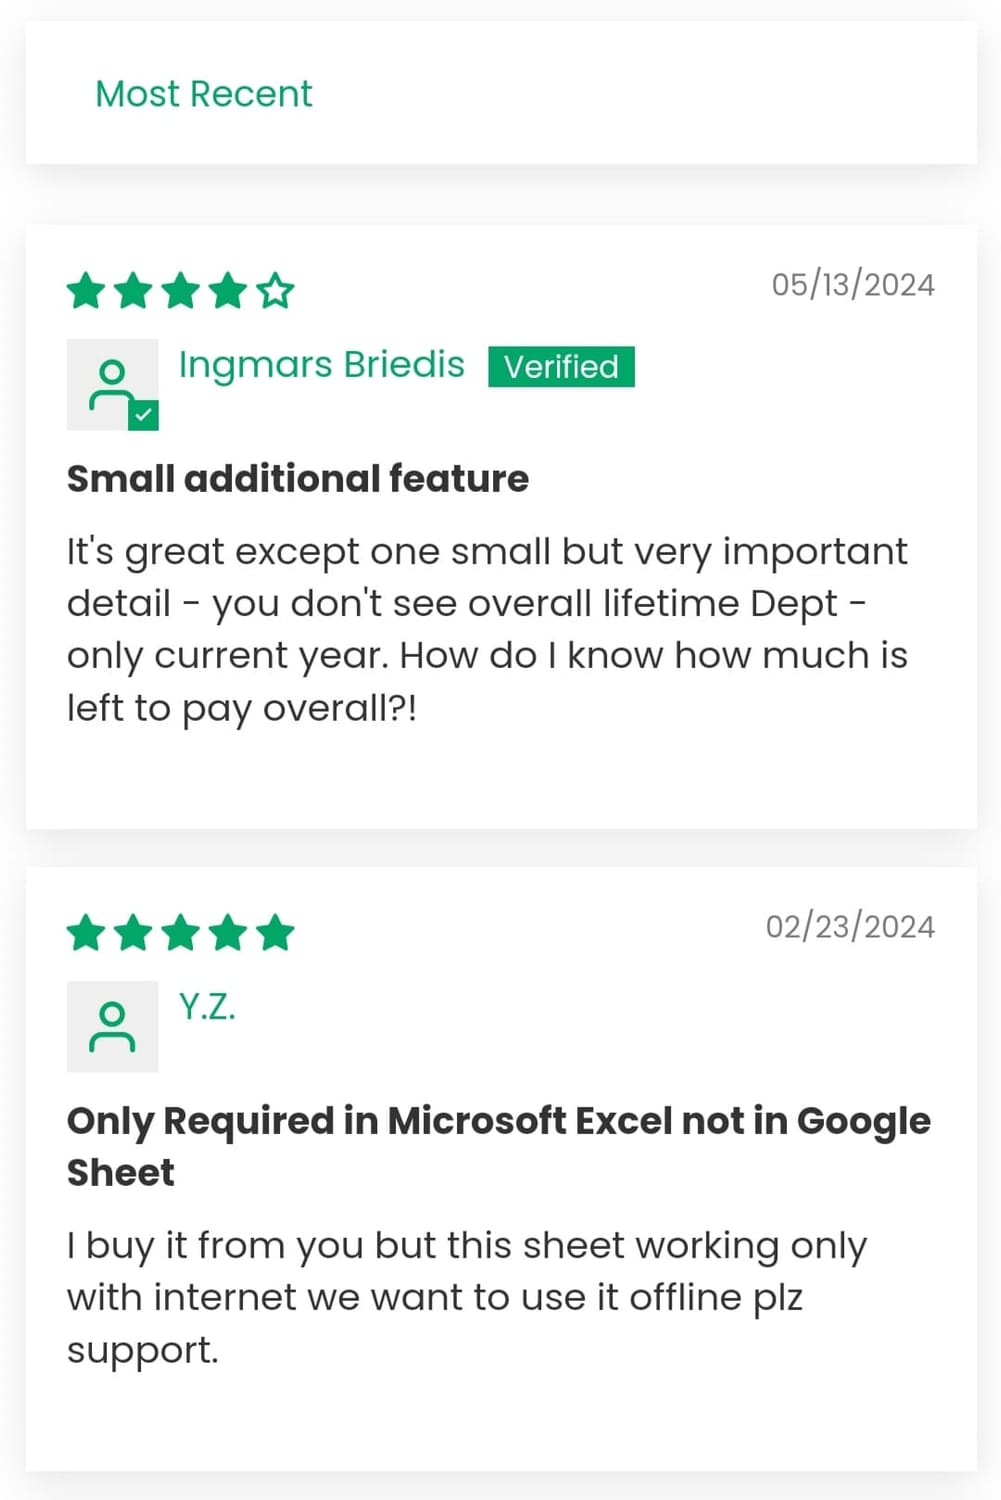 Most Recent
05/13/2024
Ingmars Briedis Verified
Small additional feature
It's great except one small but very important
detail - you don't see overall lifetime Dept -
only current year. How do I know how much is
left to pay overall?!
02/23/2024
Y.Z.
Only Required in Microsoft Excel not in Google
Sheet
I buy it from you but this sheet working only
with internet we want to use it offline plz
support.